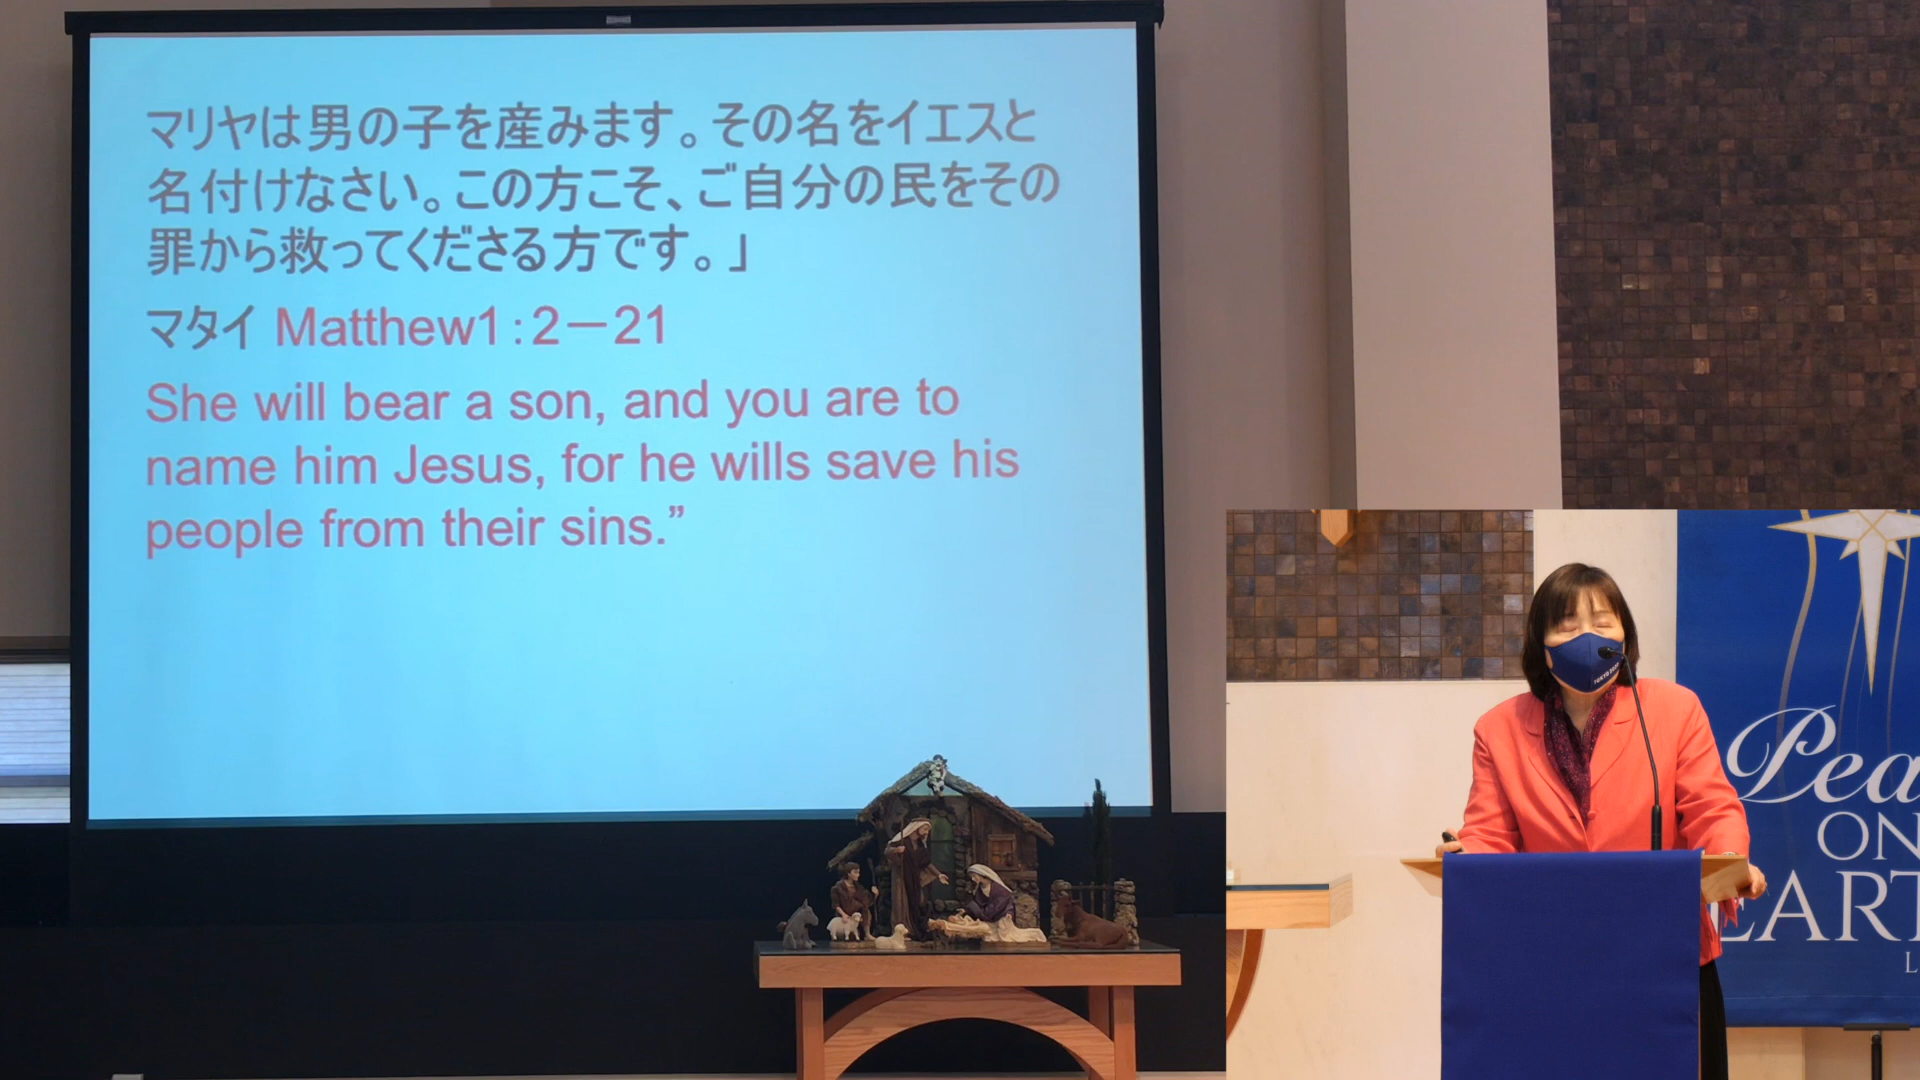 マリヤは男の子を産みます。その名をイエスと
名付けなさい。この方こそ、ご自分の民をその
罪から救ってくださる方です。」
マタイ Matthew1：2－21
She will bear a son, and you are to
name him Jesus, for he wills save his
people from their sins.”
TOKYO 2020
Pea
ON
EART
L